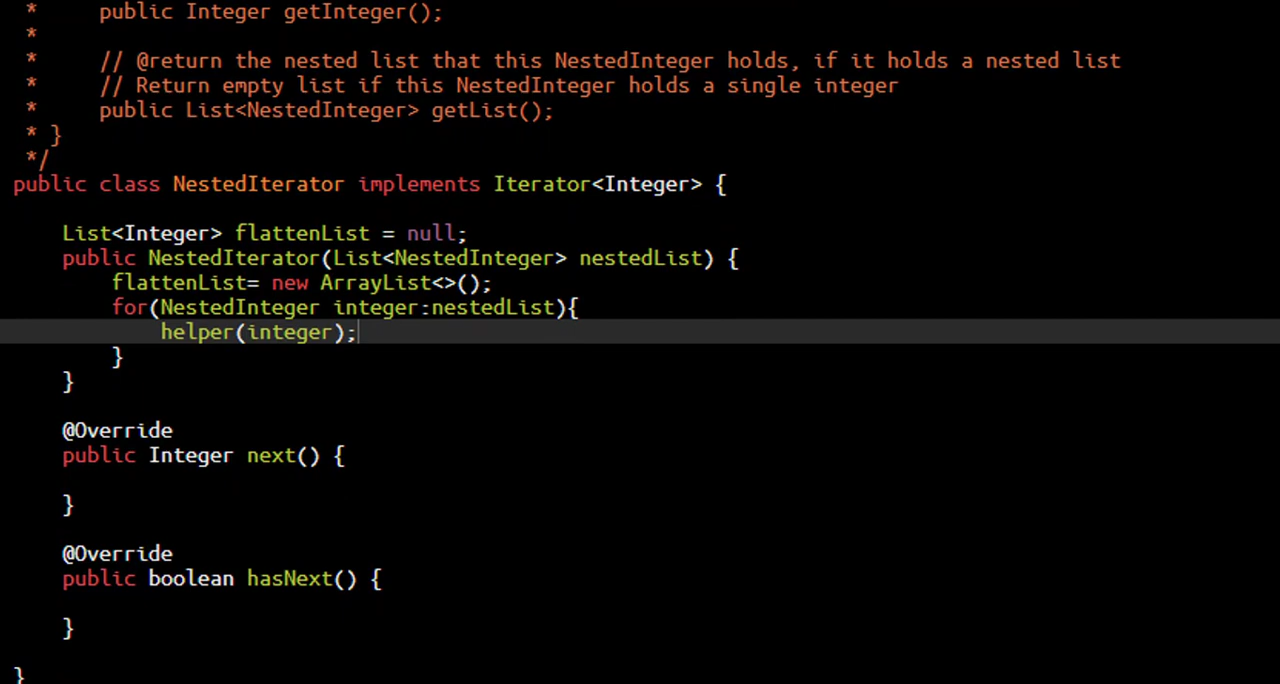 *     public Integer getInteger();
*
*     // @return the nested list that this NestedInteger holds, if it holds a nested list
*     // Return empty list if this NestedInteger holds a single integer
*     public List<NestedInteger> getList();
* }
*/
public class NestedIterator implements Iterator<Integer> {
    List<Integer> flattenList = null;
    public NestedIterator(List<NestedInteger> nestedList) {
        flattenList= new ArrayList<>();
        for(NestedInteger integer:nestedList){
            helper(integer);
        }
    }
    @Override
    public Integer next() {
    }
    @Override
    public boolean hasNext() {
    }
}